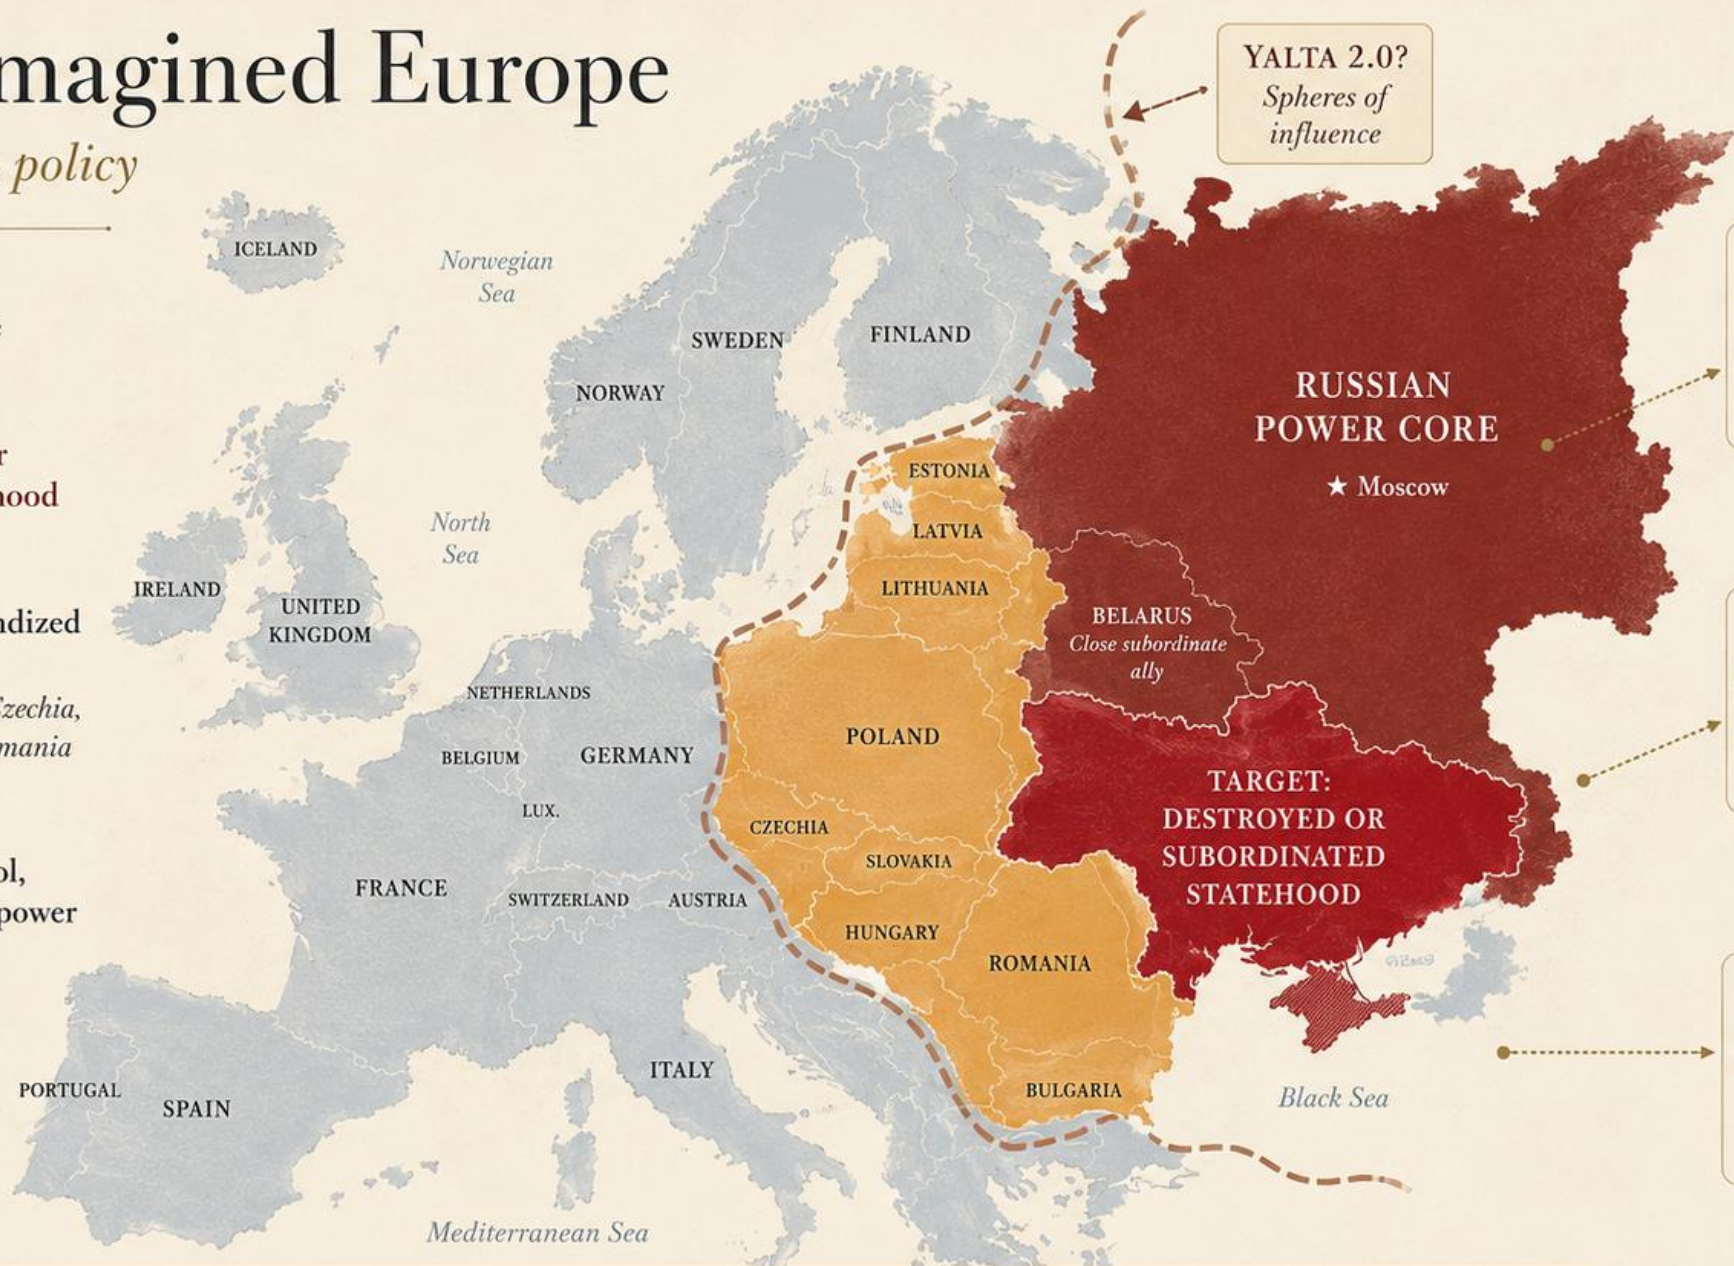 magined Europe
policy
YALTA 2.0?
Spheres of
influence
ICELAND
Norwegian
Sea
SWEDEN
FINLAND
NORWAY
RUSSIAN
POWER CORE
★ Moscow
r
hood
ESTONIA
North
Sea
LATVIA
LITHUANIA
IRELAND
UNITED
KINGDOM
ndized
BELARUS
Close subordinate
ally
NETHERLANDS
Czechia,
mania
BELGIUM
GERMANY
POLAND
LUX.
CZECHIA
TARGET:
DESTROYED OR
SUBORDINATED
STATEHOOD
SLOVAKIA
ol,
power
FRANCE
SWITZERLAND
AUSTRIA
HUNGARY
ROMANIA
ITALY
PORTUGAL
SPAIN
BULGARIA
Black Sea
Mediterranean Sea